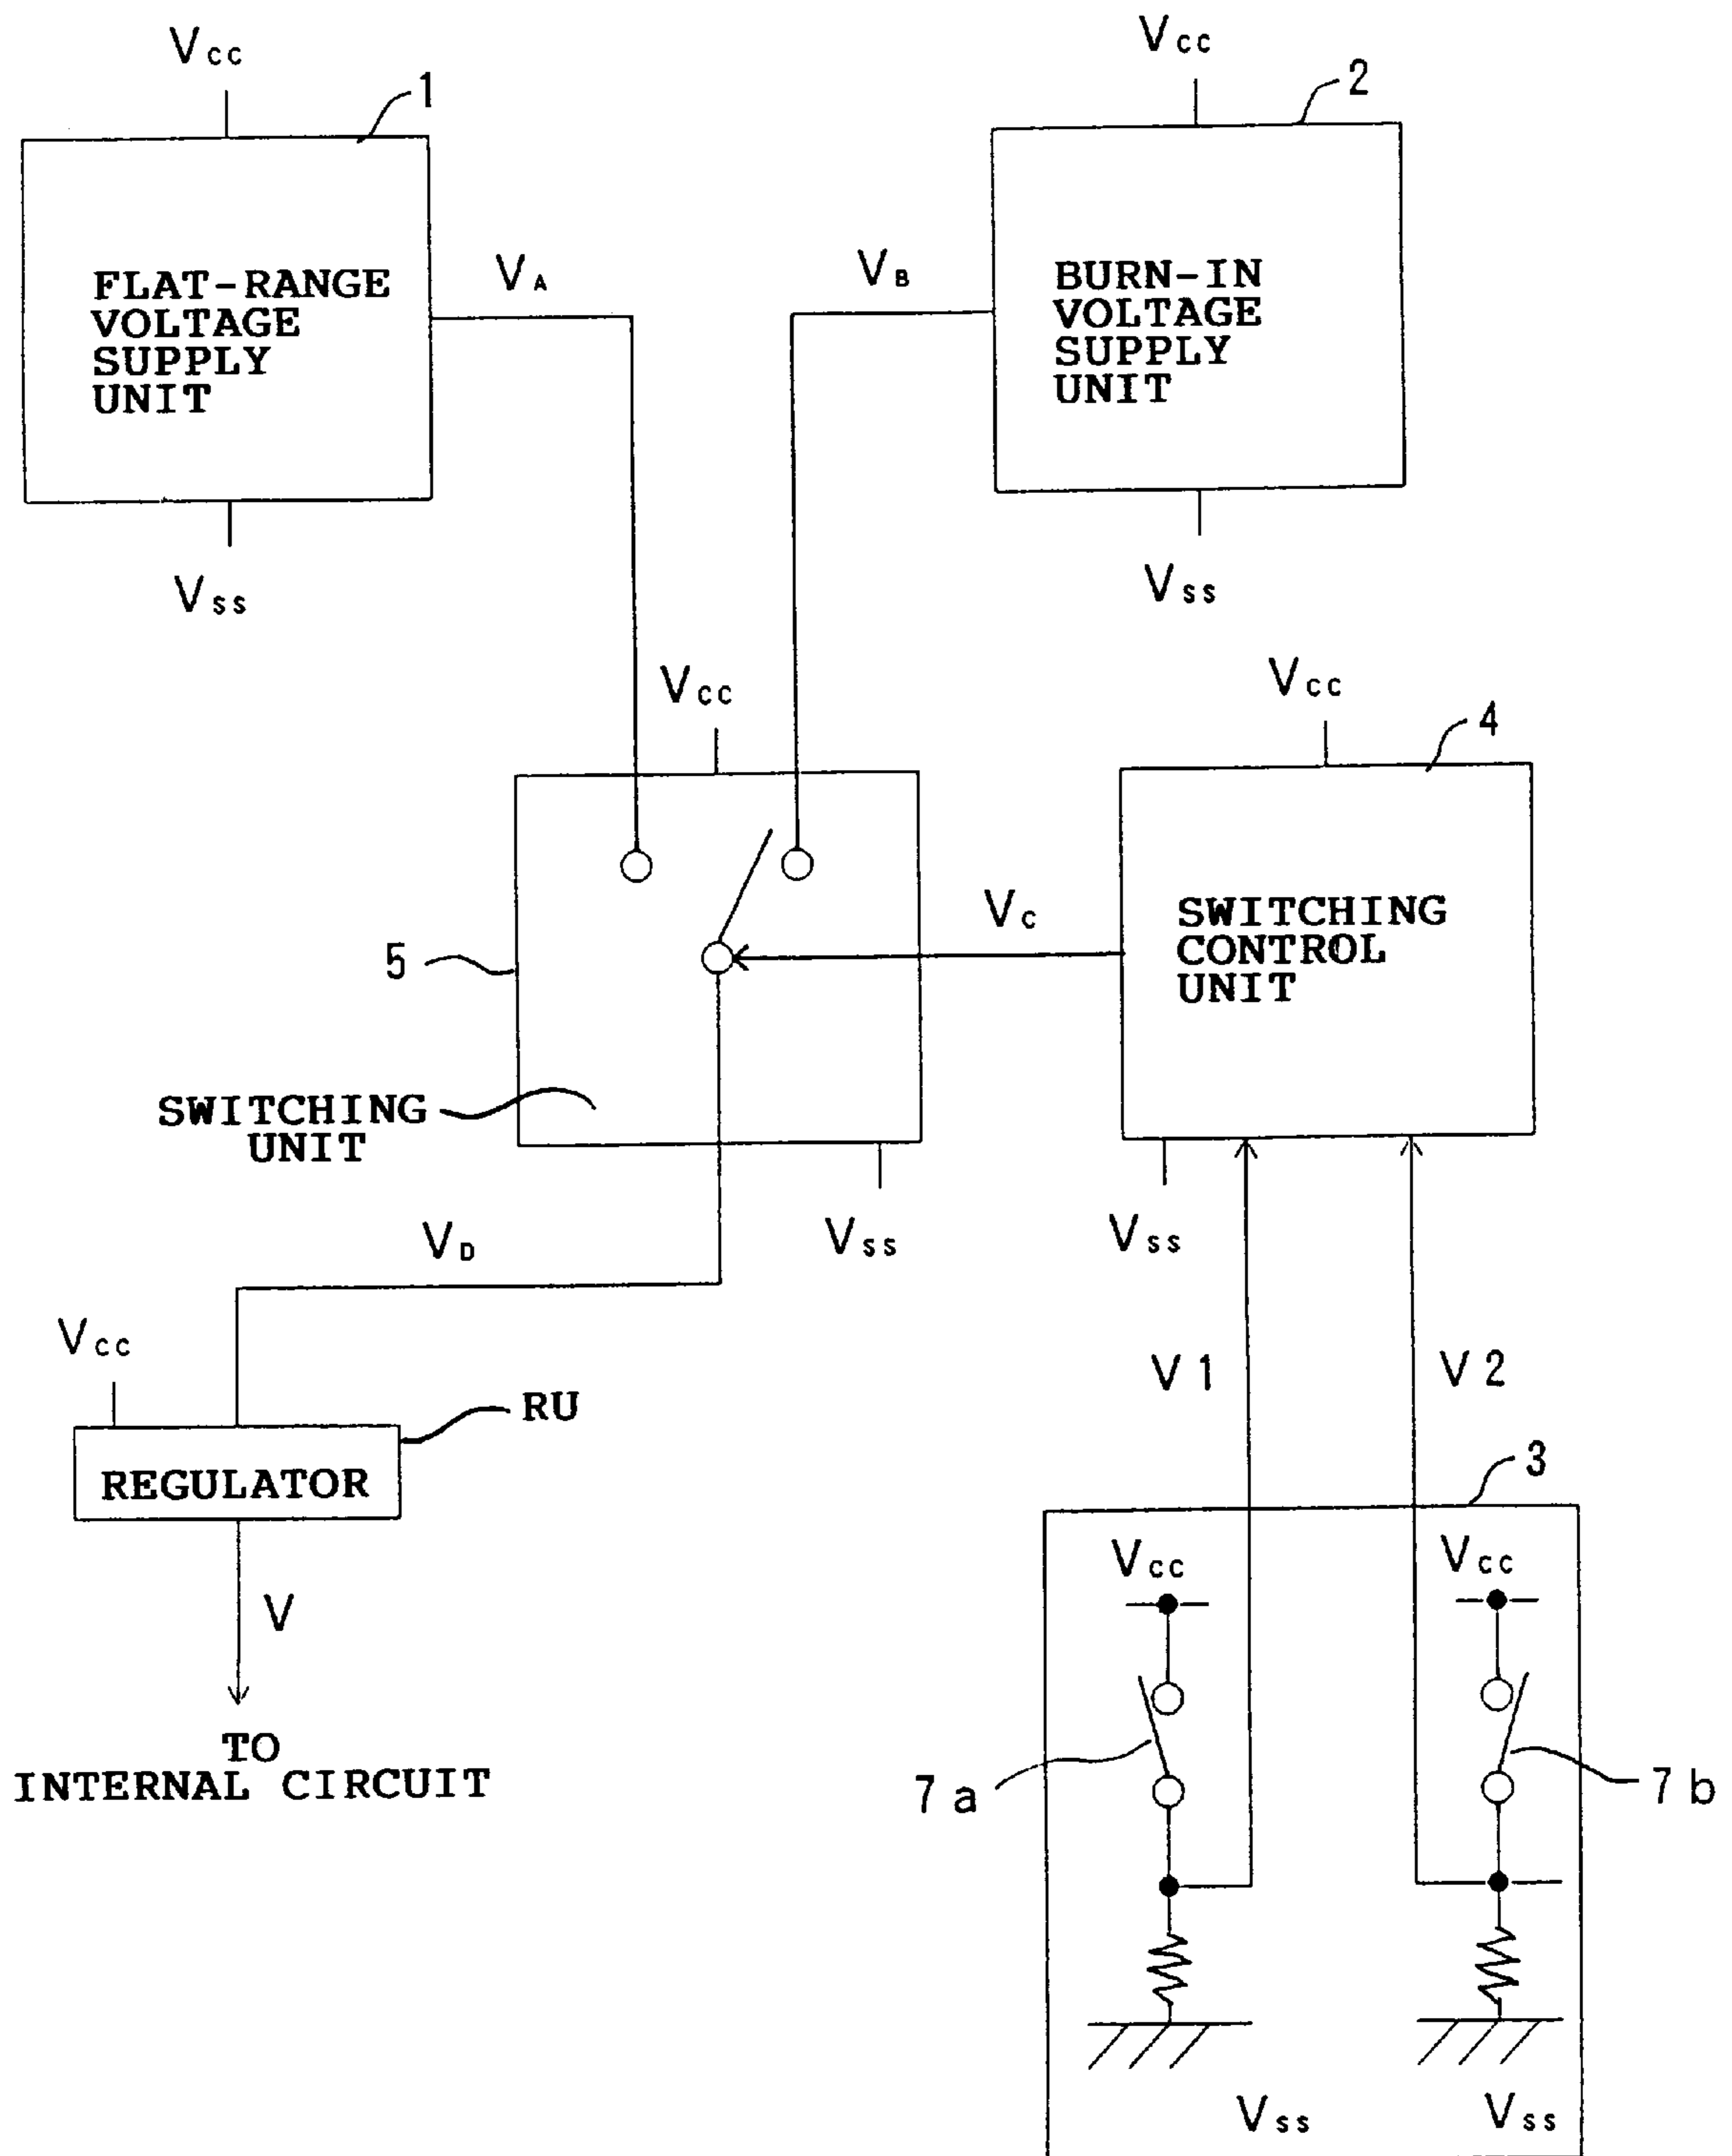 Vcc
1
FLAT-RANGE
VOLTAGE
SUPPLY
UNIT
Vss
VA
Vcc
2
BURN-IN
VOLTAGE
SUPPLY
UNIT
Vss
VB
Vcc
5
SWITCHING
UNIT
Vss
Vc
Vcc
4
SWITCHING
CONTROL
UNIT
Vss
VD
Vcc
RU
REGULATOR
V
TO
INTERNAL CIRCUIT
V1
V2
3
Vcc
Vcc
7a
7b
Vss
Vss